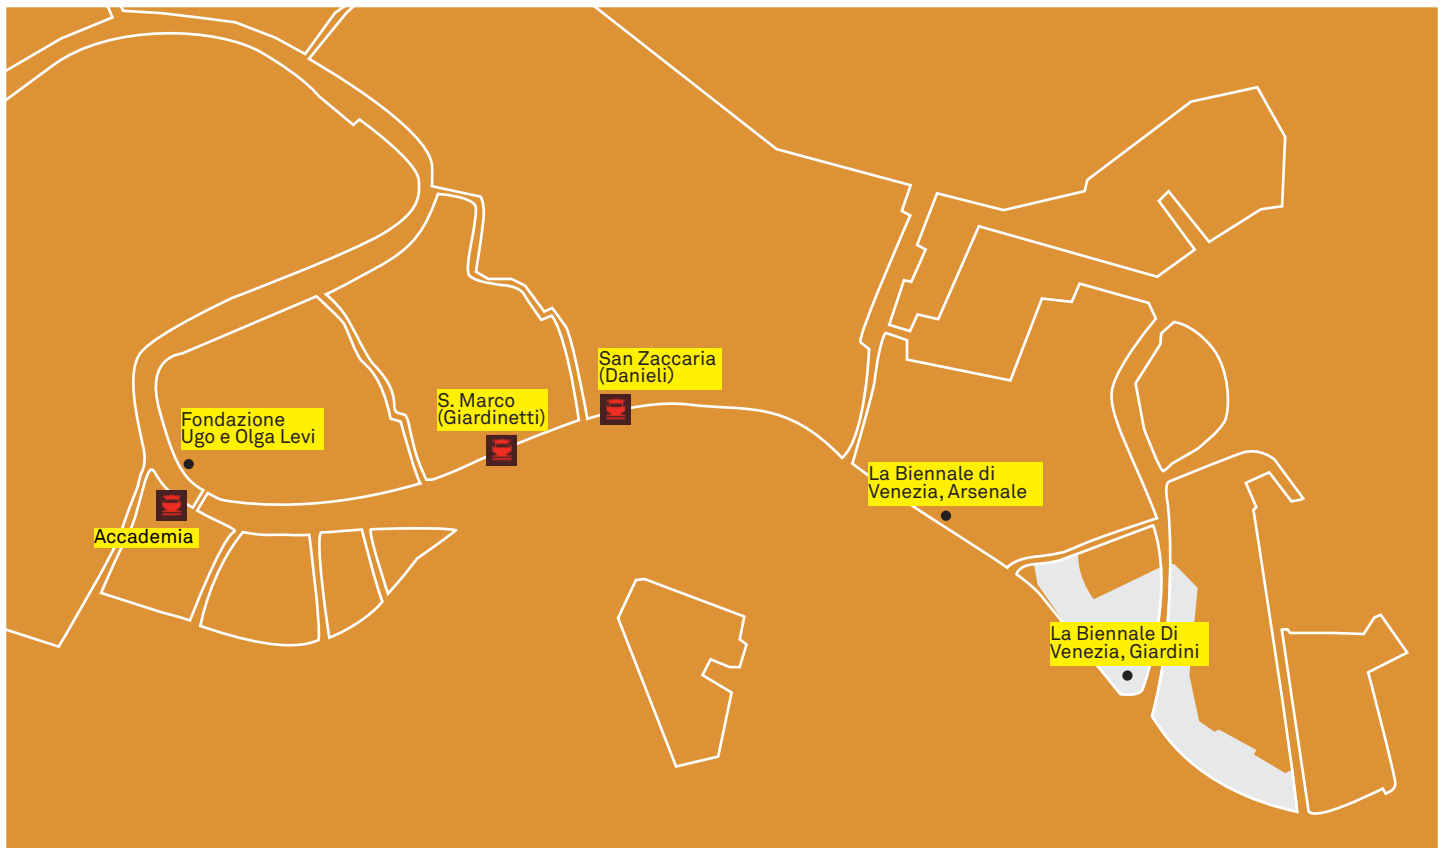 San Zaccaria
(Danieli)
S. Marco
(Giardinetti)
Fondazione
Ugo e Olga Levi
La Biennale di
Venezia, Arsenale
Accademia
La Biennale Di
Venezia, Giardini